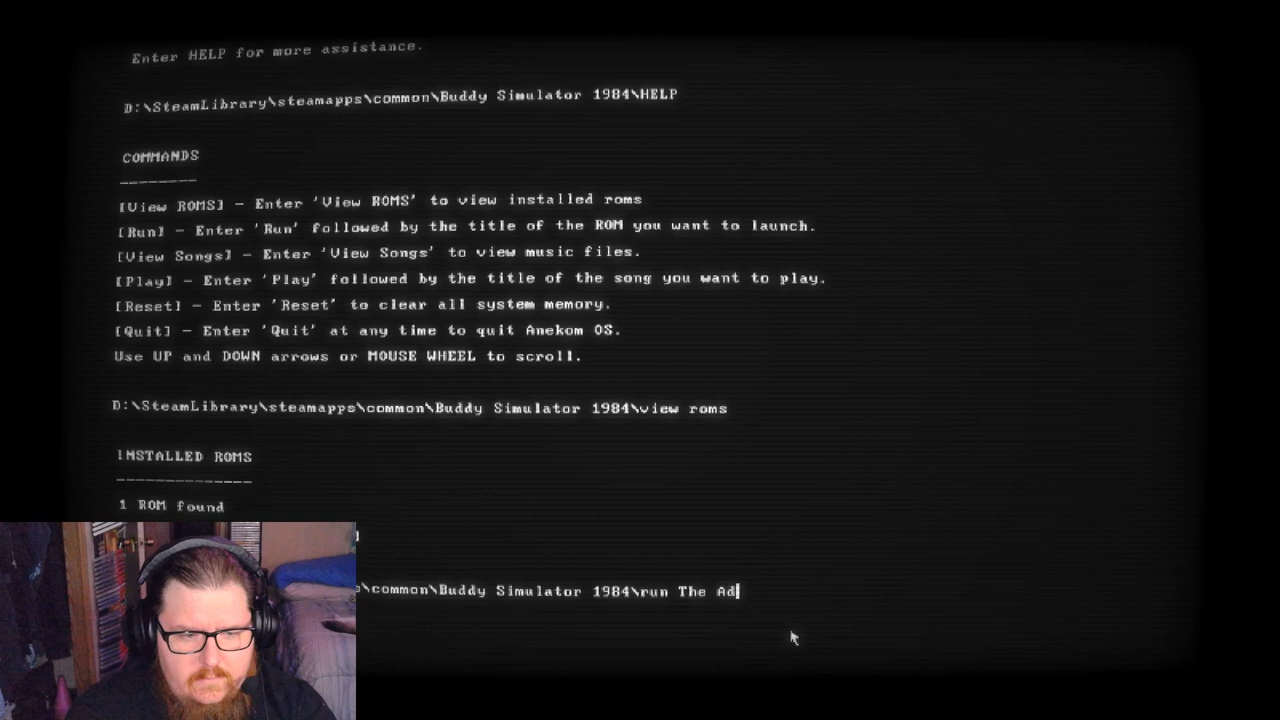 Enter HELP for more assistance.
D:\SteamLibrary\steamapps\common\Buddy Simulator 1984\HELP
COMMANDS
--------
[View ROMS] - Enter 'View ROMS' to view installed roms
[Run] - Enter 'Run' followed by the title of the ROM you want to launch.
[View Songs] - Enter 'View Songs' to view music files.
[Play] - Enter 'Play' followed by the title of the song you want to play.
[Reset] - Enter 'Reset' to clear all system memory.
[Quit] - Enter 'Quit' at any time to quit Anekom OS.
Use UP and DOWN arrows or MOUSE WHEEL to scroll.
D:\SteamLibrary\steamapps\common\Buddy Simulator 1984\view roms
INSTALLED ROMS
--------------
1 ROM found
\common\Buddy Simulator 1984\run The Ad